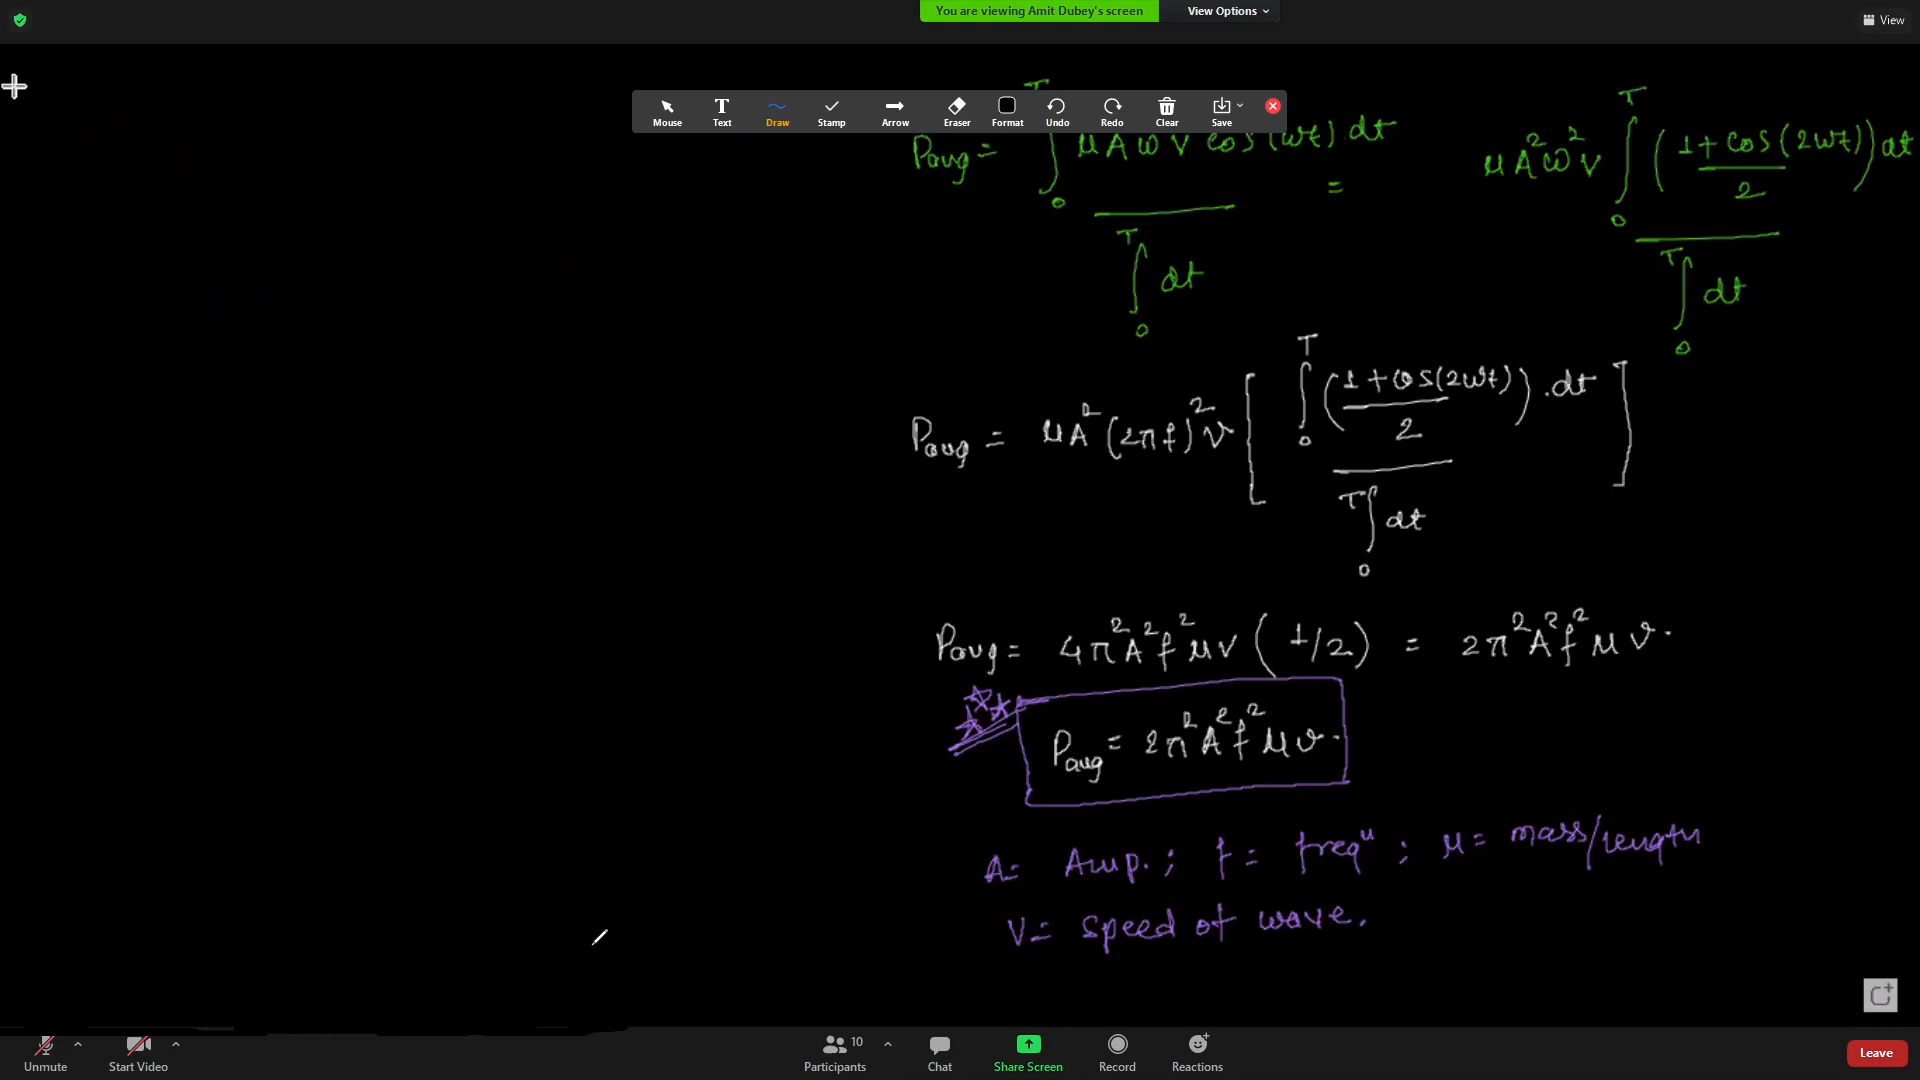 You are viewing Amit Dubey's screen View Options
View
Mouse Text Draw Stamp Arrow Eraser Format Undo Redo Clear Save
Pavg = ∫₀ᵀ μ A ω v cos (ωt) dt / ∫₀ᵀ dt = μA²ω²v ∫₀ᵀ ((1+cos(2ωt))/2) dt / ∫₀ᵀ dt
Pavg = μA²(2πf)²v [ ∫₀ᵀ ((1+cos(2ωt))/2).dt / ∫₀ᵀ dt ]
Pavg = 4π²A²f²μv (1/2) = 2π²A²f²μv.
Pavg = 2π²A²f²μv.
A= Amp. ; f = freqⁿ ; μ = mass/length
V= speed of wave.
Unmute Start Video Participants 10 Chat Share Screen Record Reactions Leave